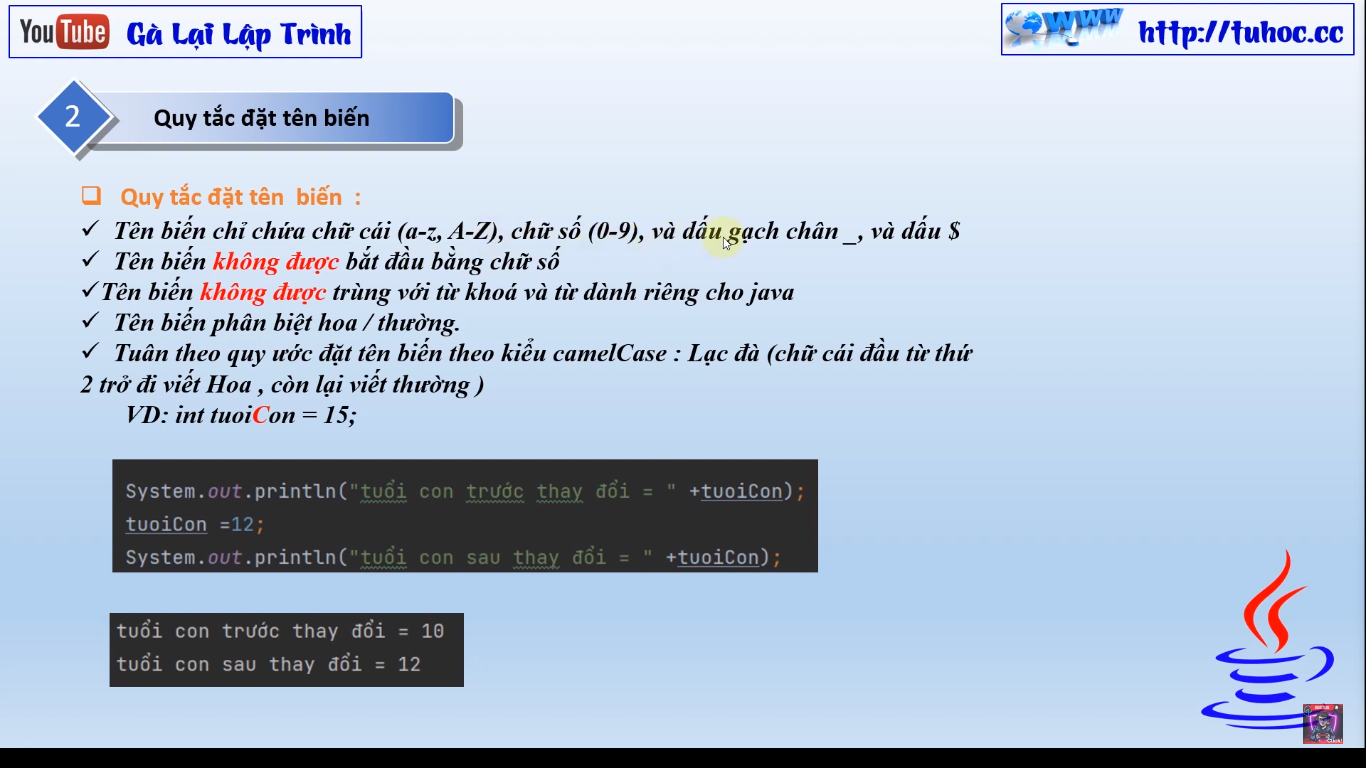 YouTube Gà Lại Lập Trình
WWW http://tuhoc.cc
2 Quy tắc đặt tên biến
Quy tắc đặt tên biến :
Tên biến chỉ chứa chữ cái (a-z, A-Z), chữ số (0-9), và dấu gạch chân _, và dấu $
Tên biến không được bắt đầu bằng chữ số
Tên biến không được trùng với từ khoá và từ dành riêng cho java
Tên biến phân biệt hoa / thường.
Tuân theo quy ước đặt tên biến theo kiểu camelCase : Lạc đà (chữ cái đầu từ thứ
2 trở đi viết Hoa , còn lại viết thường )
VD: int tuoiCon = 15;
System.out.println("tuổi con trước thay đổi = " +tuoiCon);
tuoiCon =12;
System.out.println("tuổi con sau thay đổi = " +tuoiCon);
tuổi con trước thay đổi = 10
tuổi con sau thay đổi = 12